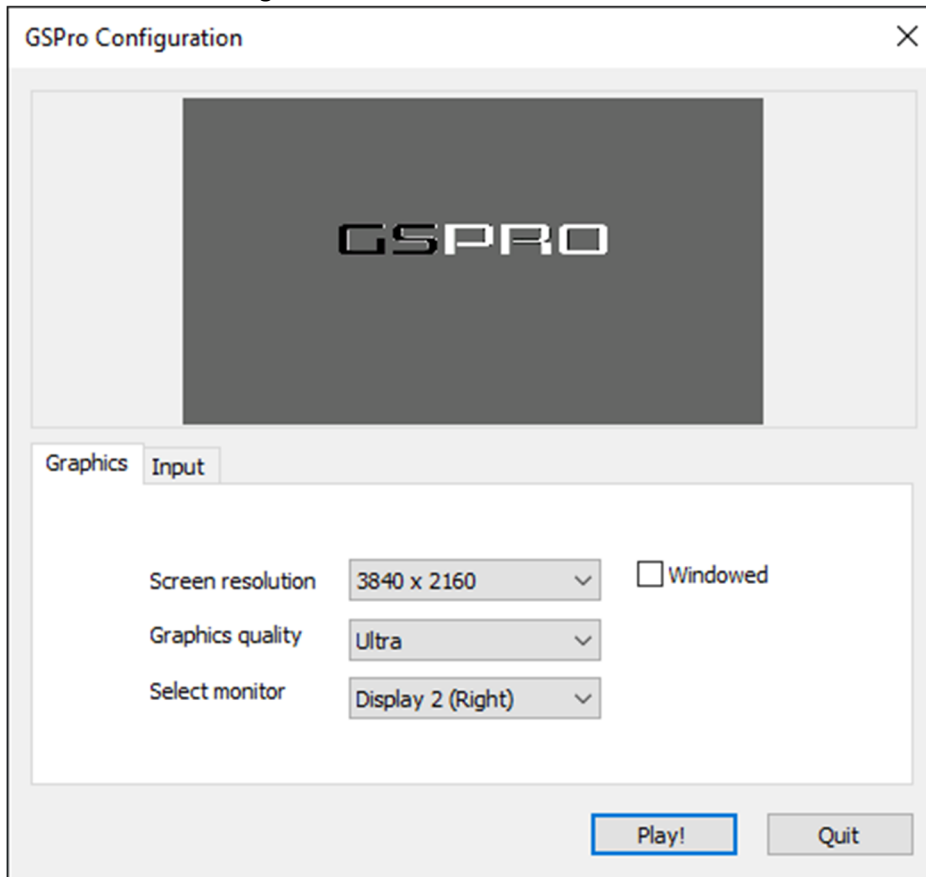 GSPro Configuration
GSPRO
Graphics Input
Screen resolution 3840 x 2160 Windowed
Graphics quality Ultra
Select monitor Display 2 (Right)
Play! Quit